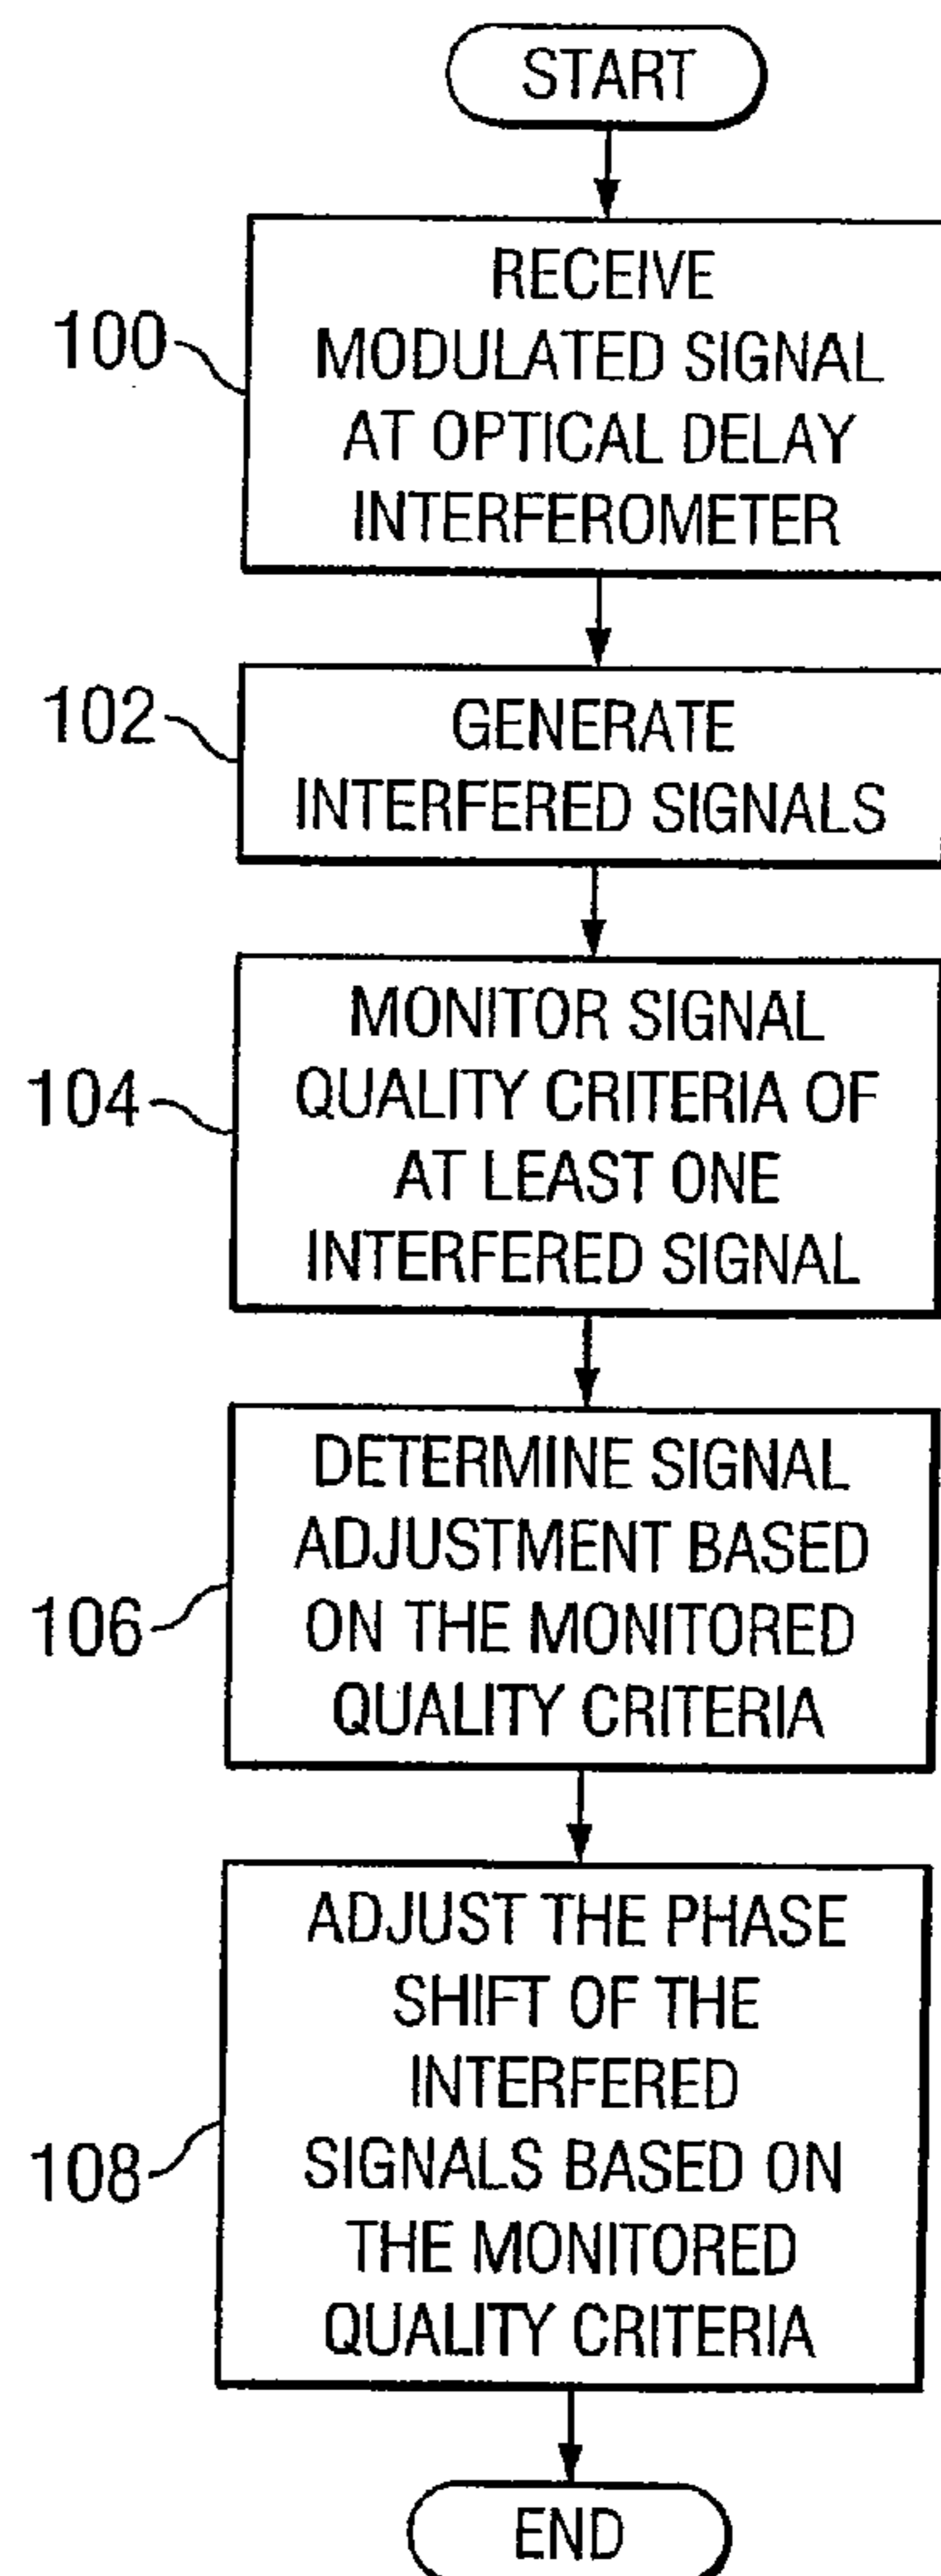 START
100
RECEIVE
MODULATED SIGNAL
AT OPTICAL DELAY
INTERFEROMETER
102
GENERATE
INTERFERED SIGNALS
104
MONITOR SIGNAL
QUALITY CRITERIA OF
AT LEAST ONE
INTERFERED SIGNAL
106
DETERMINE SIGNAL
ADJUSTMENT BASED
ON THE MONITORED
QUALITY CRITERIA
108
ADJUST THE PHASE
SHIFT OF THE
INTERFERED
SIGNALS BASED ON
THE MONITORED
QUALITY CRITERIA
END